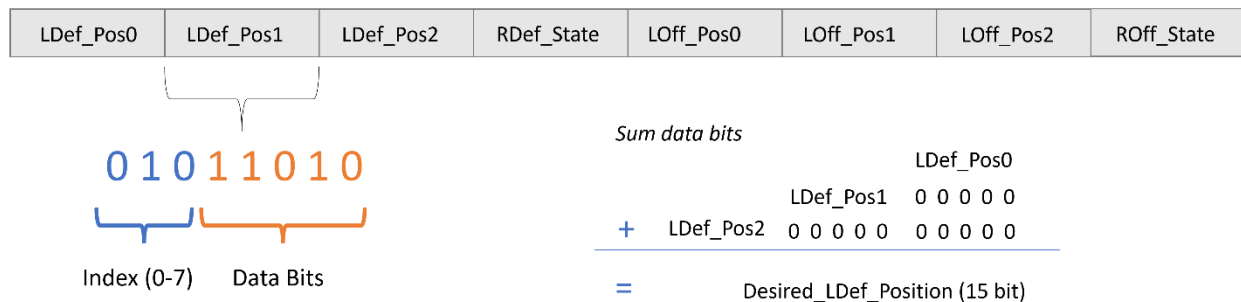 LDef_Pos0 LDef_Pos1 LDef_Pos2 RDef_State LOff_Pos0 LOff_Pos1 LOff_Pos2 ROff_State
0 1 0 1 1 0 1 0
Index (0-7) Data Bits
Sum data bits
LDef_Pos0
LDef_Pos1 0 0 0 0 0
+ LDef_Pos2 0 0 0 0 0 0 0 0 0 0
= Desired_LDef_Position (15 bit)